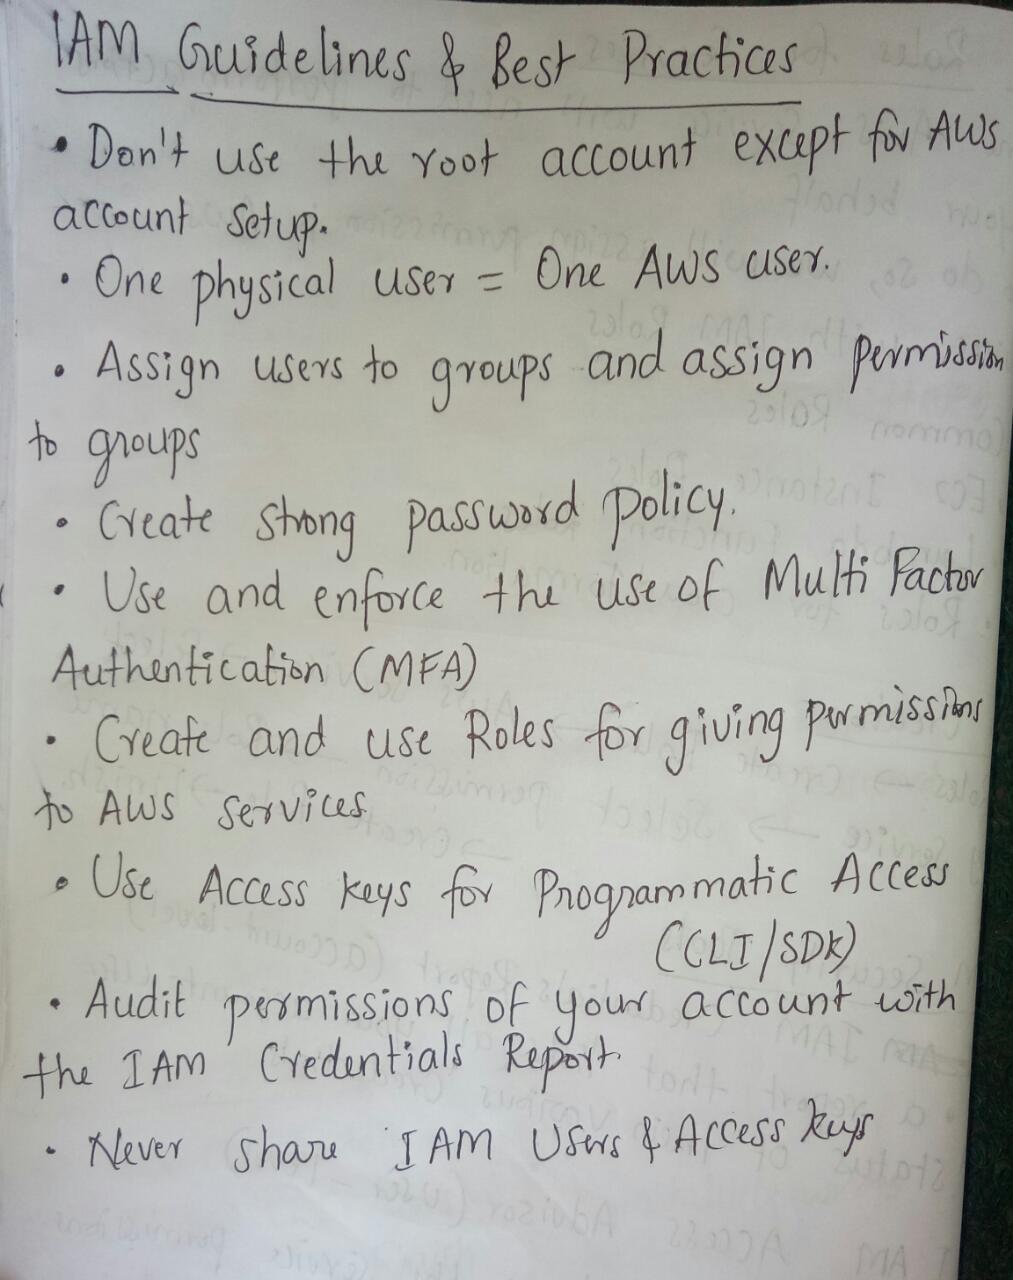 IAM Guidelines & Best Practices
• Don't use the root account except for AWS
account setup.
• One physical user = One AWS user.
• Assign users to groups and assign permission
to groups
• Create strong password policy.
• Use and enforce the use of Multi Factor
Authentication (MFA)
• Create and use Roles for giving permissions
to AWS services
• Use Access keys for Programmatic Access
(CLI/SDK)
• Audit permissions of your account with
the IAM Credentials Report.
• Never share IAM Users & Access keys